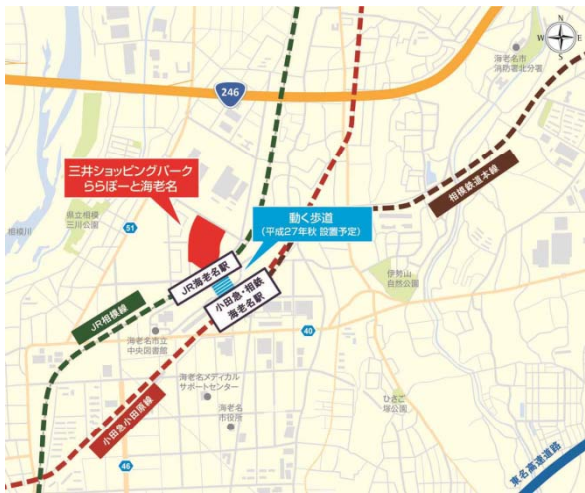 N
W E
S
海老名市
消防署北分署
246
三井ショッピングパーク
ららぽーと海老名
県立相模
三川公園
51
相模川
動く歩道
(平成27年秋 設置予定)
相模鉄道本線
JR海老名駅
小田急・相鉄
海老名駅
伊勢山
自然公園
JR相模線
海老名市立
中央図書館
40
海老名メディカル
サポートセンター
海老名
市役所
ひさご
塚公園
小田急小田原線
46
東名高速道路